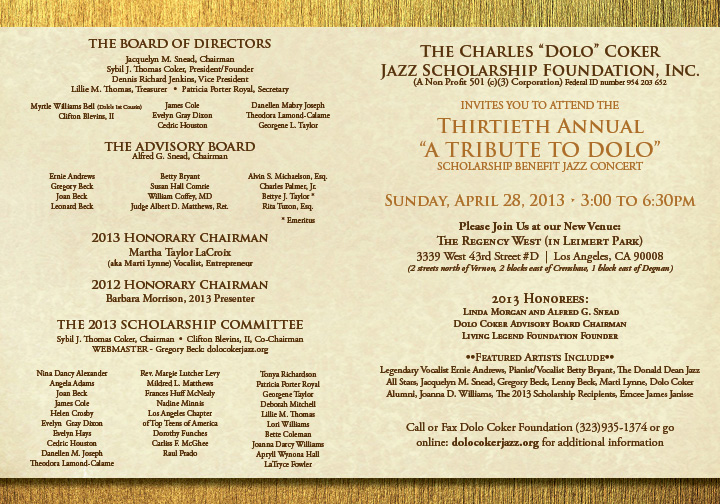 THE BOARD OF DIRECTORS
Jacquelyn M. Snead, Chairman
Sybil J. Thomas Coker, President/Founder
Dennis Richard Jenkins, Vice President
Lillie M. Thomas, Treasurer • Patricia Porter Royal, Secretary
Myrtle Williams Bell (Dolo's 1st Cousin)
Clifton Blevins, II
James Cole
Evelyn Gray Dixon
Cedric Houston
Danellen Mabry Joseph
Theodora Lamond-Calame
Georgene L. Taylor
THE ADVISORY BOARD
Alfred G. Snead, Chairman
Ernie Andrews
Gregory Beck
Joan Beck
Leonard Beck
Betty Bryant
Susan Hall Comrie
William Coffey, MD
Judge Albert D. Matthews, Ret.
Alvin S. Michaelson, Esq.
Charles Palmer, Jr.
Bettye J. Taylor *
Rita Tuzon, Esq.
* Emeritus
2013 Honorary Chairman
Martha Taylor LaCroix
(aka Marti Lynne) Vocalist, Entrepreneur
2012 Honorary Chairman
Barbara Morrison, 2013 Presenter
THE 2013 SCHOLARSHIP COMMITTEE
Sybil J. Thomas Coker, Chairman • Clifton Blevins, II, Co-Chairman
WEBMASTER - Gregory Beck: dolocokerjazz.org
Nina Dancy Alexander
Angela Adams
Joan Beck
James Cole
Helen Crosby
Evelyn Gray Dixon
Evelyn Hays
Cedric Houston
Danellen M. Joseph
Theodora Lamond-Calame
Rev. Margie Lutcher Levy
Mildred L. Matthews
Frances Huff McNealy
Nadine Minnis
Los Angeles Chapter
of Top Teens of America
Dorothy Funches
Carliss F. McGhee
Raul Prado
Tonya Richardson
Patricia Porter Royal
Georgene Taylor
Deborah Mitchell
Lillie M. Thomas
Lori Williams
Bette Coleman
Joanna Darcy Williams
Apryll Wynona Hall
LaTryce Fowler
The Charles “Dolo” Coker
Jazz Scholarship Foundation, Inc.
(A Non Profit 501 (c)(3) Corporation) Federal ID number 954 203 652
INVITES YOU TO ATTEND THE
Thirtieth Annual
“A TRIBUTE TO DOLO”
SCHOLARSHIP BENEFIT JAZZ CONCERT
Sunday, April 28, 2013 • 3:00 to 6:30pm
Please Join Us at our New Venue:
The Regency West (in Leimert Park)
3339 West 43rd Street #D | Los Angeles, CA 90008
(2 streets north of Vernon, 2 blocks east of Crenshaw, 1 block east of Degnan)
2013 Honorees:
Linda Morgan and Alfred G. Snead
Dolo Coker Advisory Board Chairman
Living Legend Foundation Founder
••Featured Artists Include••
Legendary Vocalist Ernie Andrews, Pianist/Vocalist Betty Bryant, The Donald Dean Jazz
All Stars, Jacquelyn M. Snead, Gregory Beck, Lenny Beck, Marti Lynne, Dolo Coker
Alumni, Joanna D. Williams, The 2013 Scholarship Recipients, Emcee James Janisse
Call or Fax Dolo Coker Foundation (323)935-1374 or go
online: dolocokerjazz.org for additional information